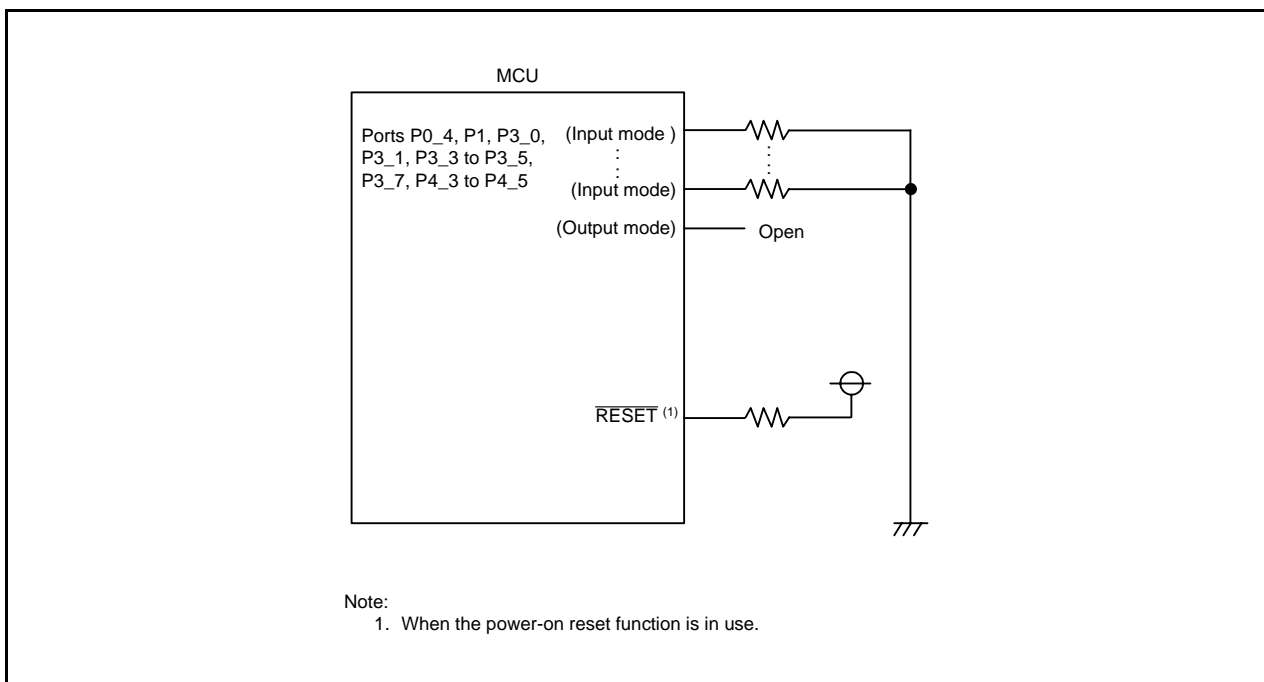 MCU
Ports P0_4, P1, P3_0,
P3_1, P3_3 to P3_5,
P3_7, P4_3 to P4_5
(Input mode )
(Input mode)
(Output mode)
Open
RESET (1)
Note:
1. When the power-on reset function is in use.